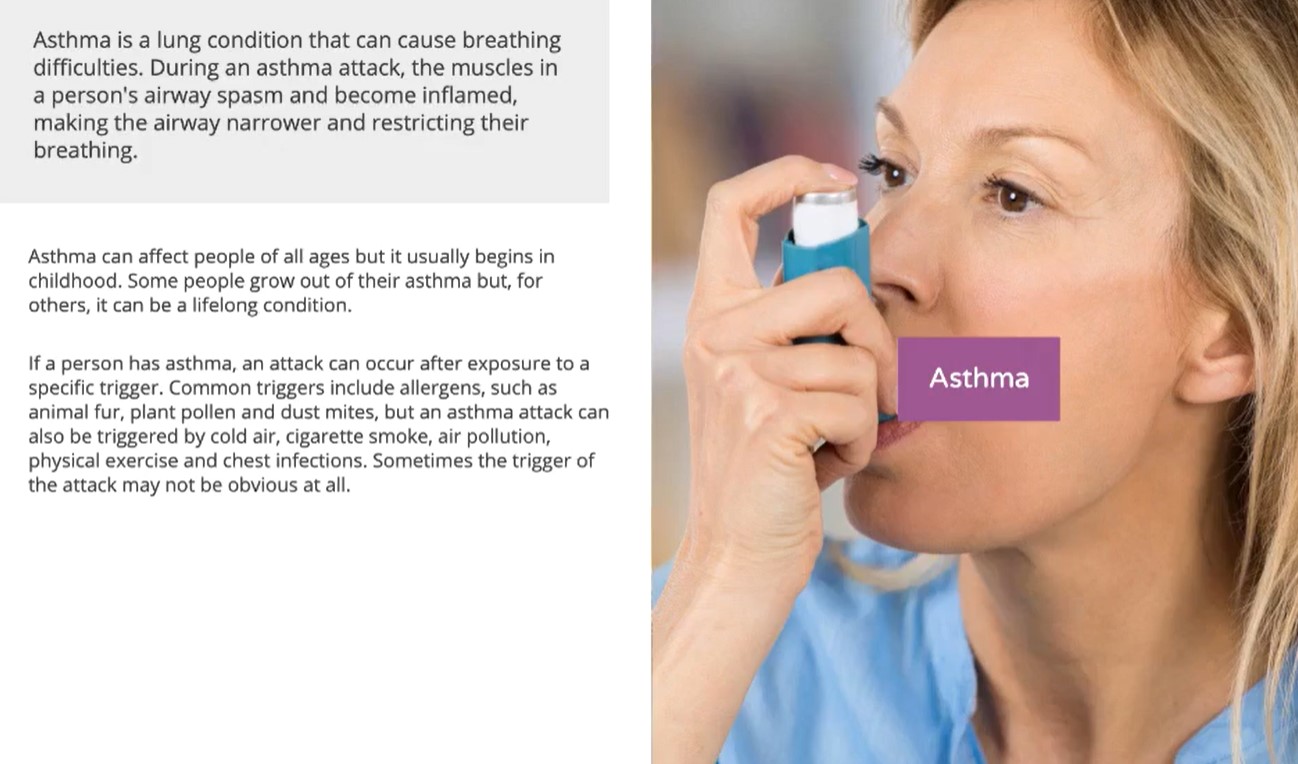 Asthma is a lung condition that can cause breathing
difficulties. During an asthma attack, the muscles in
a person's airway spasm and become inflamed,
making the airway narrower and restricting their
breathing.
Asthma can affect people of all ages but it usually begins in
childhood. Some people grow out of their asthma but, for
others, it can be a lifelong condition.
If a person has asthma, an attack can occur after exposure to a
specific trigger. Common triggers include allergens, such as
animal fur, plant pollen and dust mites, but an asthma attack can
also be triggered by cold air, cigarette smoke, air pollution,
physical exercise and chest infections. Sometimes the trigger of
the attack may not be obvious at all.
Asthma